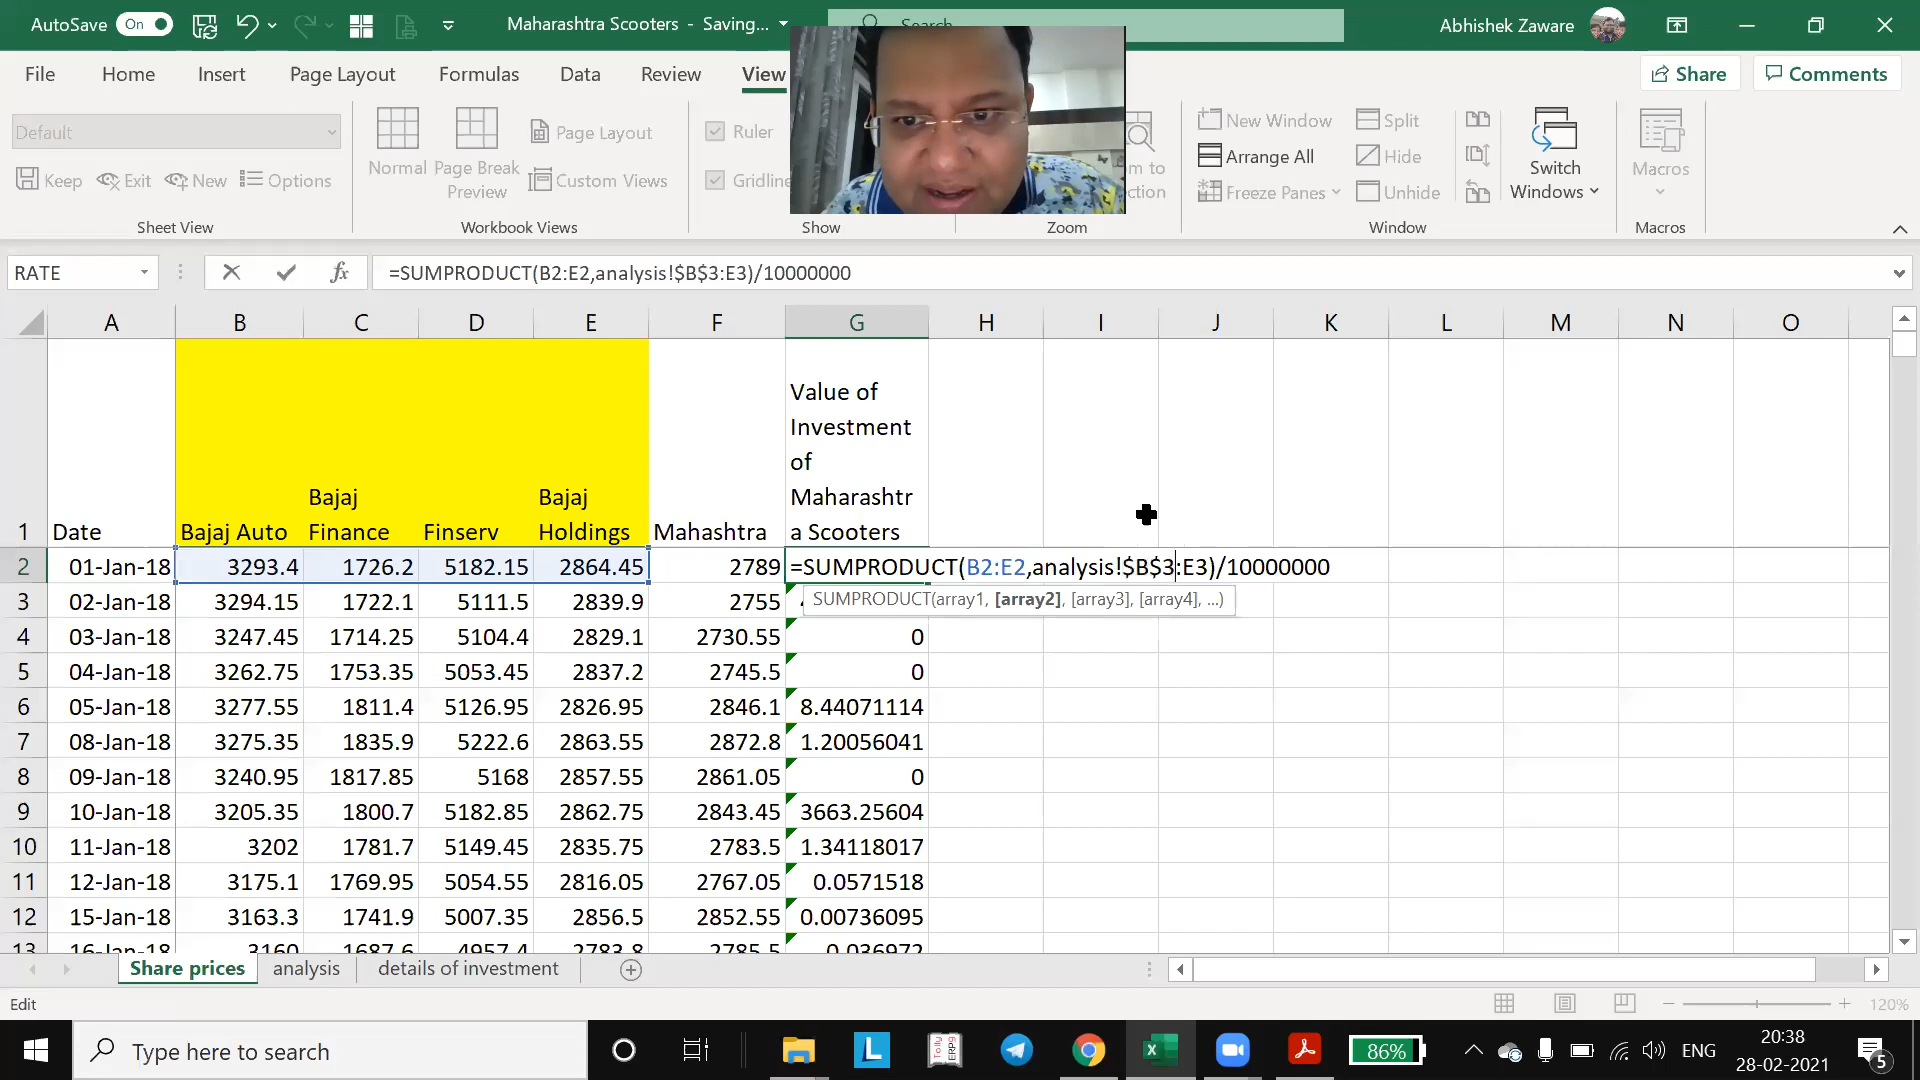 AutoSave On
Maharashtra Scooters - Saving...
Search
Abhishek Zaware
File Home Insert Page Layout Formulas Data Review View
Share Comments
Default
Keep Exit New Options
Sheet View
Normal Page Break Preview
Page Layout
Custom Views
Workbook Views
Ruler
Show
Zoom
New Window
Arrange All
Freeze Panes
Split
Hide
Unhide
Switch Windows
Window
Macros
Macros
RATE fx =SUMPRODUCT(B2:E2,analysis!$B$3:E3)/10000000
A B C D E F G H I J K L M N O
1 Date Bajaj Auto Bajaj Finance Finserv Bajaj Holdings Mahashtra Value of Investment of Maharashtra Scooters
2 01-Jan-18 3293.4 1726.2 5182.15 2864.45 2789 =SUMPRODUCT(B2:E2,analysis!$B$3:E3)/10000000
SUMPRODUCT(array1, [array2], [array3], [array4], ...)
3 02-Jan-18 3294.15 1722.1 5111.5 2839.9 2755
4 03-Jan-18 3247.45 1714.25 5104.4 2829.1 2730.55 0
5 04-Jan-18 3262.75 1753.35 5053.45 2837.2 2745.5 0
6 05-Jan-18 3277.55 1811.4 5126.95 2826.95 2846.1 8.44071114
7 08-Jan-18 3275.35 1835.9 5222.6 2863.55 2872.8 1.20056041
8 09-Jan-18 3240.95 1817.85 5168 2857.55 2861.05 0
9 10-Jan-18 3205.35 1800.7 5182.85 2862.75 2843.45 3663.25604
10 11-Jan-18 3202 1781.7 5149.45 2835.75 2783.5 1.34118017
11 12-Jan-18 3175.1 1769.95 5054.55 2816.05 2767.05 0.0571518
12 15-Jan-18 3163.3 1741.9 5007.35 2856.5 2852.55 0.00736095
13 16-Jan-18 3160 1687.6 4957.4 2783.8 2785.5 0.036972
Share prices analysis details of investment
Edit
120%
Type here to search
L
86%
ENG
20:38
28-02-2021
5